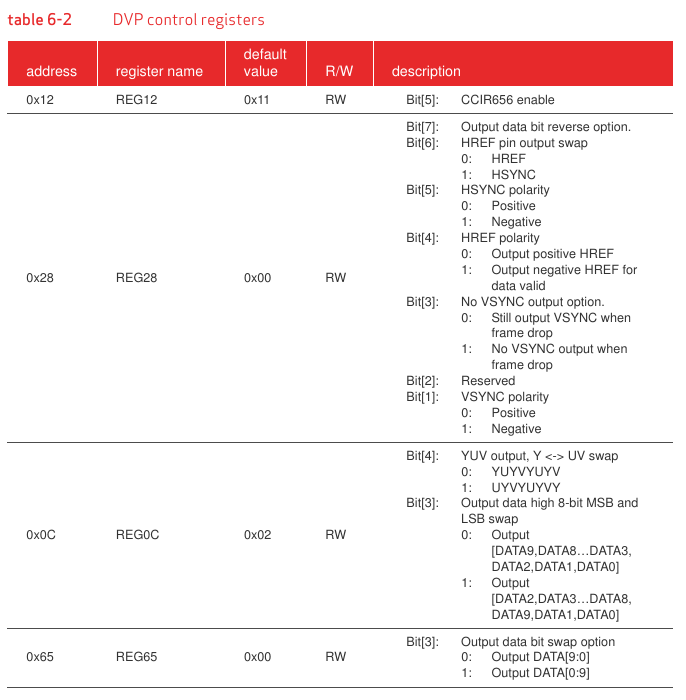 table 6-2 DVP control registers
address register name default value R/W description
0x12 REG12 0x11 RW Bit[5]: CCIR656 enable
0x28 REG28 0x00 RW
Bit[7]: Output data bit reverse option.
Bit[6]: HREF pin output swap
0: HREF
1: HSYNC
Bit[5]: HSYNC polarity
0: Positive
1: Negative
Bit[4]: HREF polarity
0: Output positive HREF
1: Output negative HREF for
data valid
Bit[3]: No VSYNC output option.
0: Still output VSYNC when
frame drop
1: No VSYNC output when
frame drop
Bit[2]: Reserved
Bit[1]: VSYNC polarity
0: Positive
1: Negative
0x0C REG0C 0x02 RW
Bit[4]: YUV output, Y <-> UV swap
0: YUYVYUYV
1: UYVYUYVY
Bit[3]: Output data high 8-bit MSB and
LSB swap
0: Output
[DATA9,DATA8…DATA3,
DATA2,DATA1,DATA0]
1: Output
[DATA2,DATA3…DATA8,
DATA9,DATA1,DATA0]
0x65 REG65 0x00 RW
Bit[3]: Output data bit swap option
0: Output DATA[9:0]
1: Output DATA[0:9]